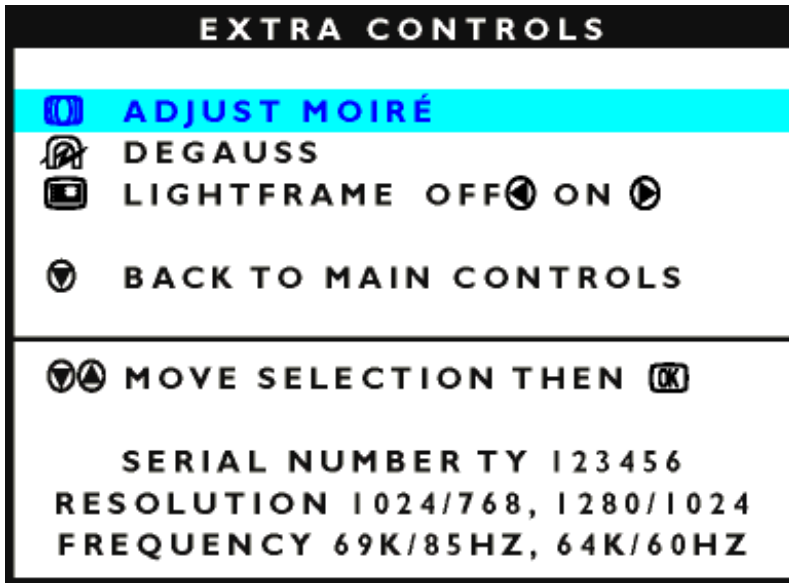 EXTRA CONTROLS
ADJUST MOIRÉ
DEGAUSS
LIGHTFRAME OFF ON
BACK TO MAIN CONTROLS
MOVE SELECTION THEN OK
SERIAL NUMBER TY 123456
RESOLUTION 1024/768, 1280/1024
FREQUENCY 69K/85HZ, 64K/60HZ